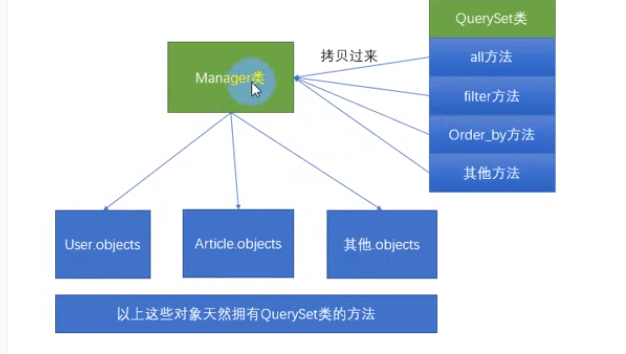 QuerySet类
拷贝过来
Manager类
all方法
filter方法
Order_by方法
其他方法
User.objects
Article.objects
其他.objects
以上这些对象天然拥有QuerySet类的方法